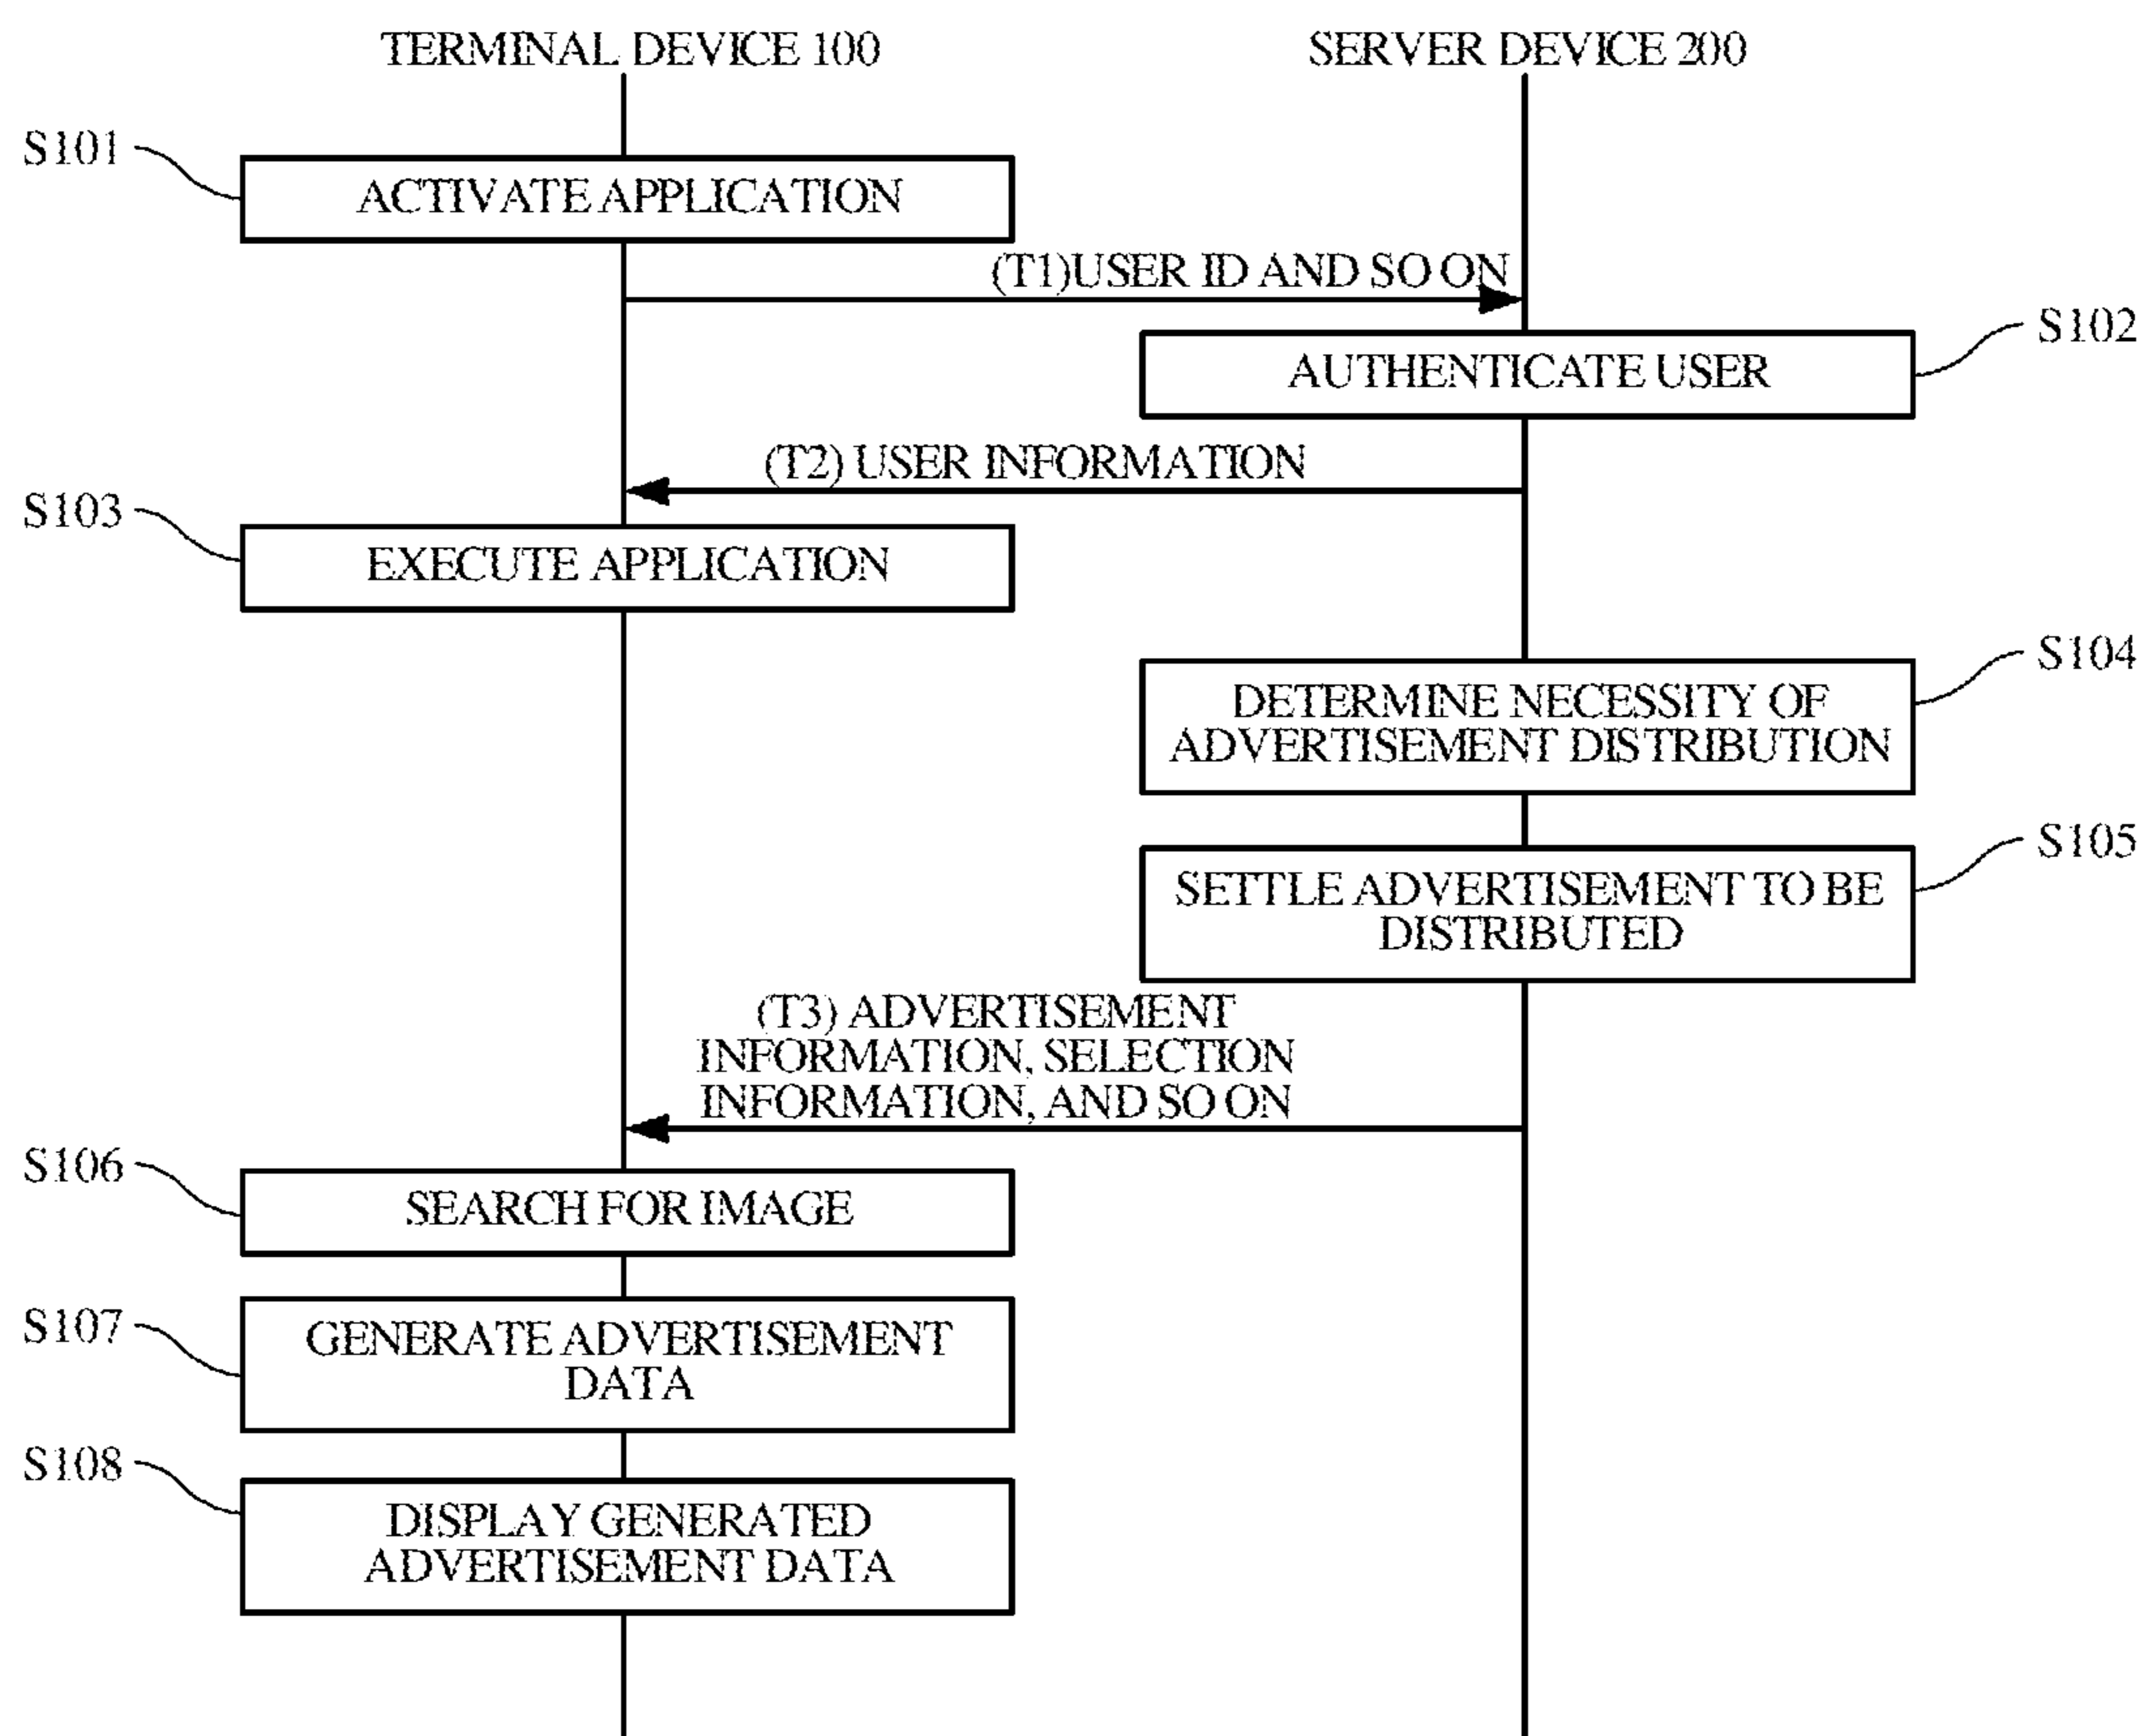 TERMINAL DEVICE 100
SERVER DEVICE 200
S101
ACTIVATE APPLICATION
(T1)USER ID AND SO ON
S102
AUTHENTICATE USER
(T2) USER INFORMATION
S103
EXECUTE APPLICATION
S104
DETERMINE NECESSITY OF
ADVERTISEMENT DISTRIBUTION
S105
SETTLE ADVERTISEMENT TO BE
DISTRIBUTED
(T3) ADVERTISEMENT
INFORMATION, SELECTION
INFORMATION, AND SO ON
S106
SEARCH FOR IMAGE
S107
GENERATE ADVERTISEMENT
DATA
S108
DISPLAY GENERATED
ADVERTISEMENT DATA